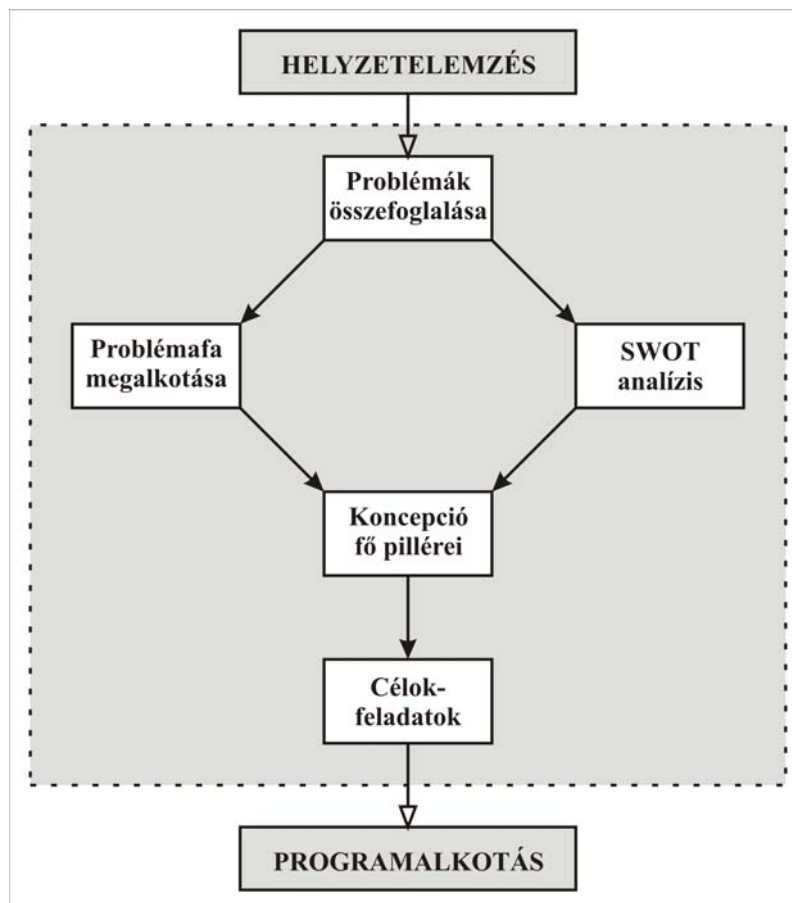 HELYZETELEMZÉS
Problémák
összefoglalása
Problémafa
megalkotása
SWOT
analízis
Koncepció
fő pillérei
Célok-
feladatok
PROGRAMALKOTÁS